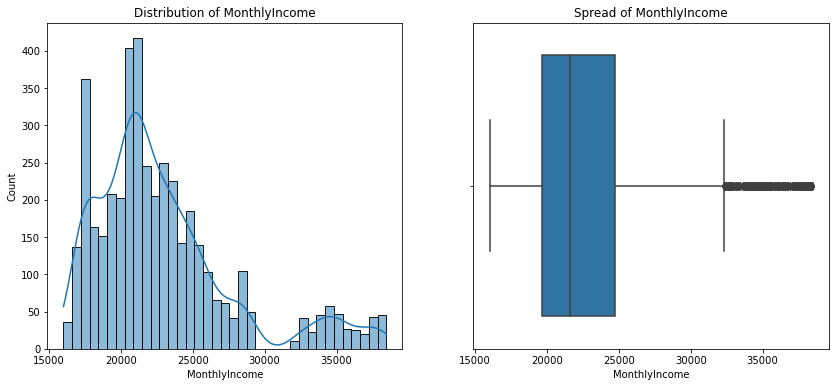 Distribution of MonthlyIncome
Spread of MonthlyIncome
400
350
300
250
200
150
100
50
0
Count
15000 20000 25000 30000 35000
MonthlyIncome
15000 20000 25000 30000 35000
MonthlyIncome